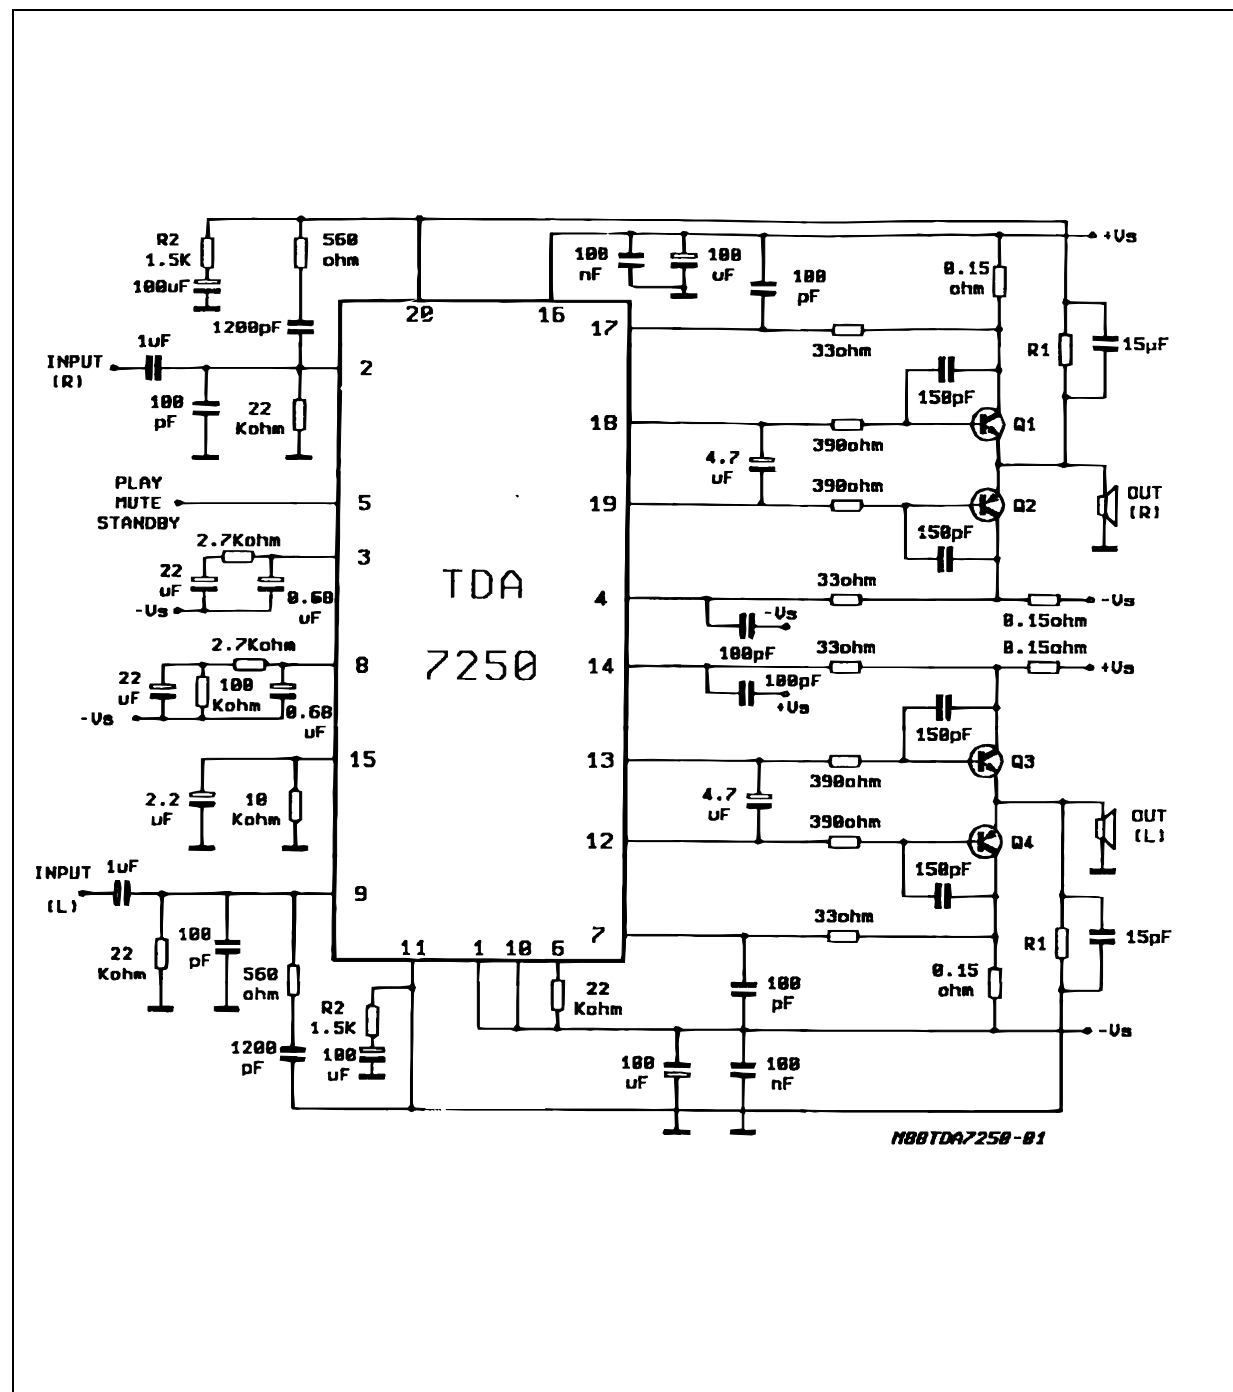 R2
1.5K
100uF
560
ohm
1200pF
100
nF
100
uF
100
pF
0.15
ohm
+Vs
20
16
17
33ohm
R1
15µF
INPUT
(R)
1uF
2
100
pF
22
Kohm
150pF
18
390ohm
Q1
4.7
uF
390ohm
19
Q2
OUT
(R)
PLAY
MUTE
STANDBY
5
150pF
2.7Kohm
3
22
uF
0.68
uF
-Vs
TDA
7250
33ohm
4
-Vs
0.15ohm
-Vs
100pF
33ohm
0.15ohm
14
+Vs
100pF
+Vs
2.7Kohm
8
22
uF
100
Kohm
0.68
uF
-Vs
150pF
15
13
390ohm
Q3
2.2
uF
10
Kohm
4.7
uF
390ohm
12
Q4
OUT
(L)
INPUT
(L)
1uF
9
150pF
33ohm
7
22
Kohm
100
pF
560
ohm
11
1
10
6
22
Kohm
R1
15pF
0.15
ohm
R2
1.5K
100
pF
-Vs
1200
pF
100
uF
100
uF
100
nF
M88TDA7250-01